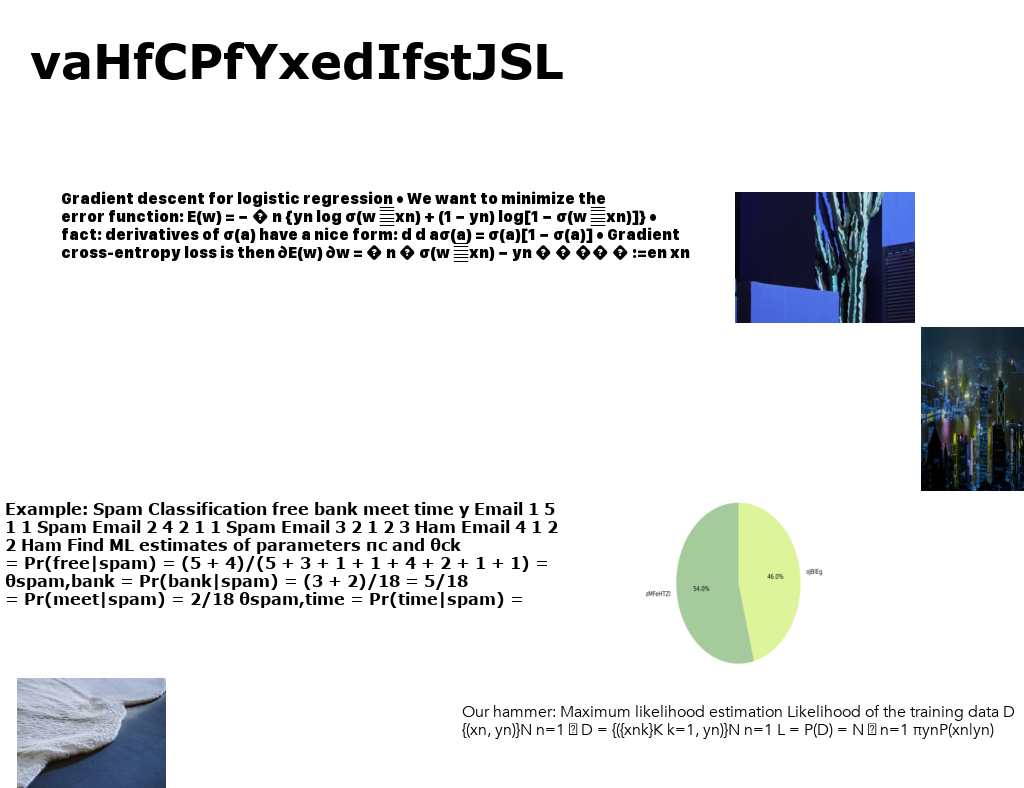 vaHfCPfYxedIfstJSL
Gradient descent for logistic regression • We want to minimize the
error function: E(w) = − � n {yn log σ(w 𝍖xn) + (1 − yn) log[1 − σ(w 𝍖xn)]} •
fact: derivatives of σ(a) have a nice form: d d aσ(a) = σ(a)[1 − σ(a)] • Gradient
cross-entropy loss is then ∂E(w) ∂w = � n � σ(w 𝍖xn) − yn � � �� � :=en xn
Example: Spam Classification free bank meet time y Email 1 5
1 1 Spam Email 2 4 2 1 1 Spam Email 3 2 1 2 3 Ham Email 4 1 2
2 Ham Find ML estimates of parameters πc and θck
= Pr(free|spam) = (5 + 4)/(5 + 3 + 1 + 1 + 4 + 2 + 1 + 1) =
θspam,bank = Pr(bank|spam) = (3 + 2)/18 = 5/18
= Pr(meet|spam) = 2/18 θspam,time = Pr(time|spam) =
54.0%
46.0%
zMFeHTZl
Our hammer: Maximum likelihood estimation Likelihood of the training data D
{(xn, yn)}N n=1 � D = {({xnk}K k=1, yn)}N n=1 L = P(D) = N � n=1 πynP(xn|yn)